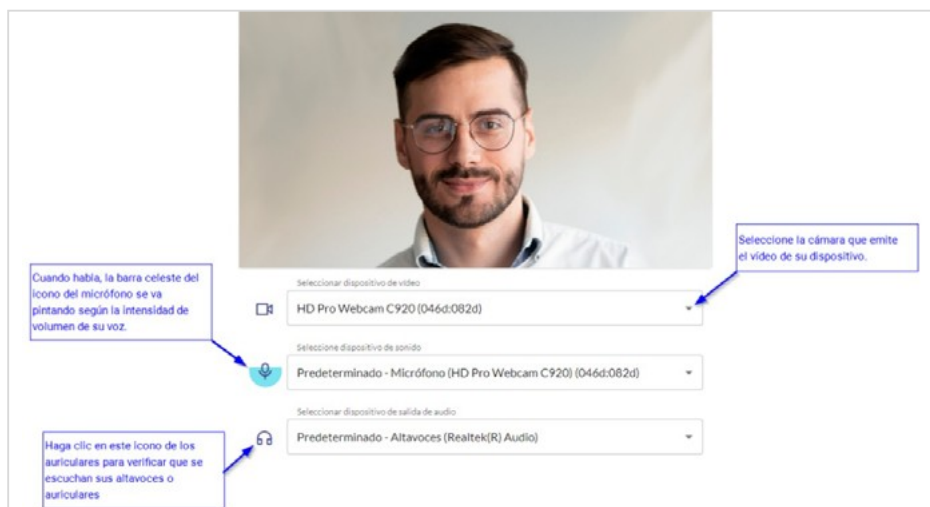 Seleccione la cámara que emite
el vídeo de su dispositivo.
Cuando habla, la barra celeste del
icono del micrófono se va
pintando según la intensidad de
volumen de su voz.
Seleccionar dispositivo de vídeo
HD Pro Webcam C920 (046d:082d)
Seleccione dispositivo de sonido
Predeterminado - Micrófono (HD Pro Webcam C920) (046d:082d)
Seleccionar dispositivo de salida de audio
Predeterminado - Altavoces (Realtek(R) Audio)
Haga clic en este icono de los
auriculares para verificar que se
escuchan sus altavoces o
auriculares